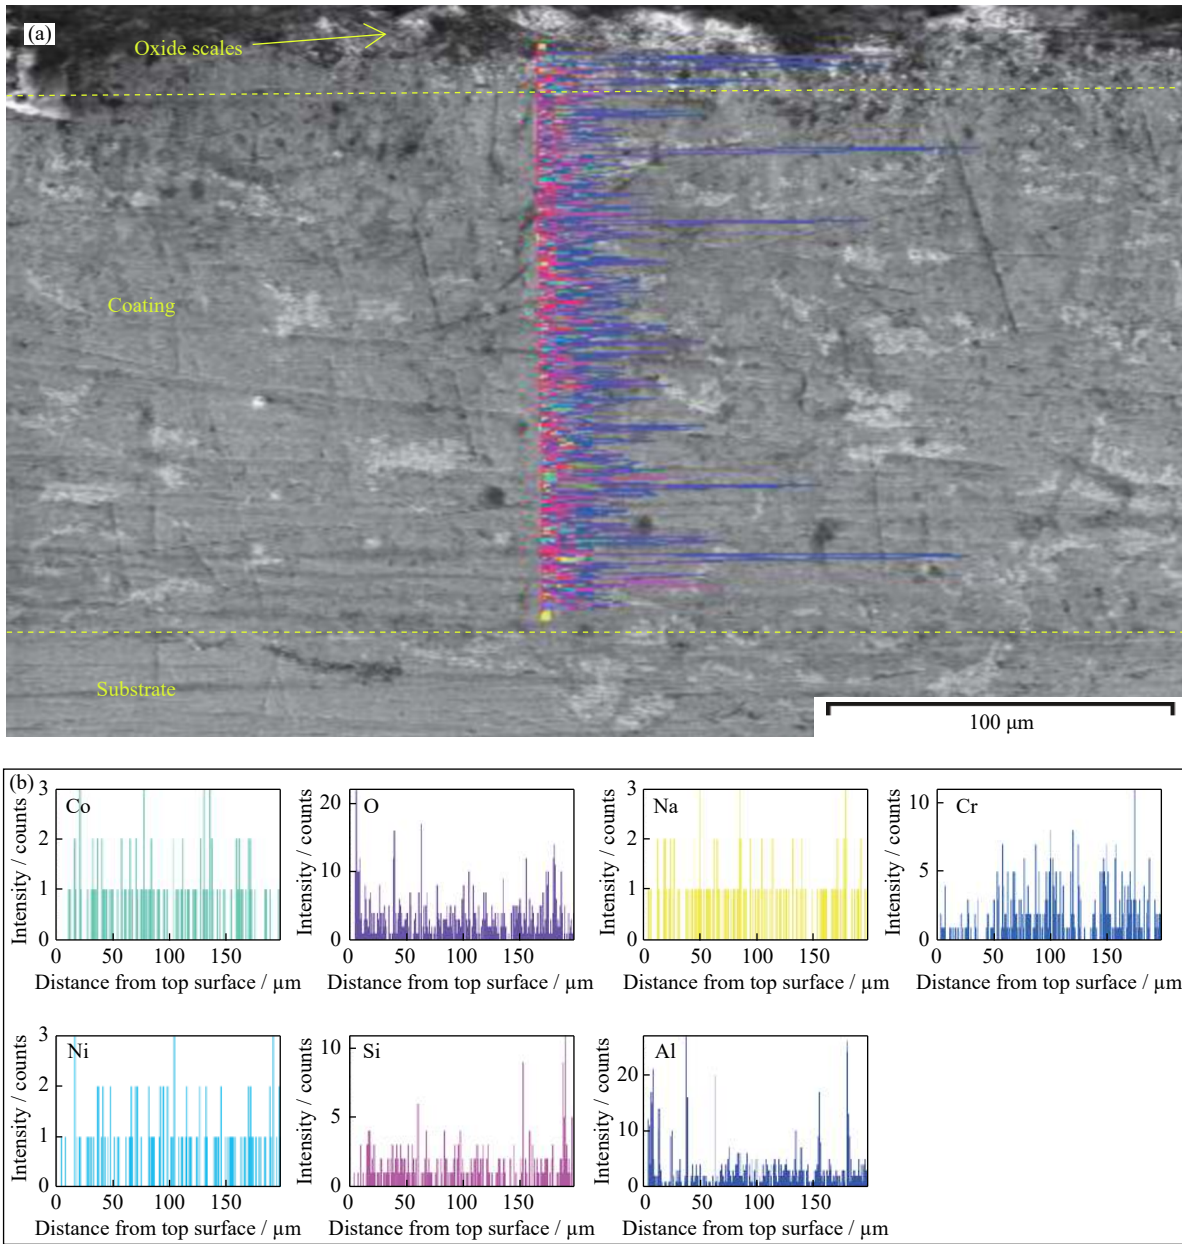 (a)
Oxide scales
Coating
Substrate
100 µm
(b)
3
2
1
0
Intensity / counts
Co
0 50 100 150
Distance from top surface / µm
20
10
0
Intensity / counts
O
0 50 100 150
Distance from top surface / µm
3
2
1
0
Intensity / counts
Na
0 50 100 150
Distance from top surface / µm
10
5
0
Intensity / counts
Cr
0 50 100 150
Distance from top surface / µm
3
2
1
0
Intensity / counts
Ni
0 50 100 150
Distance from top surface / µm
10
5
0
Intensity / counts
Si
0 50 100 150
Distance from top surface / µm
20
10
0
Intensity / counts
Al
0 50 100 150
Distance from top surface / µm